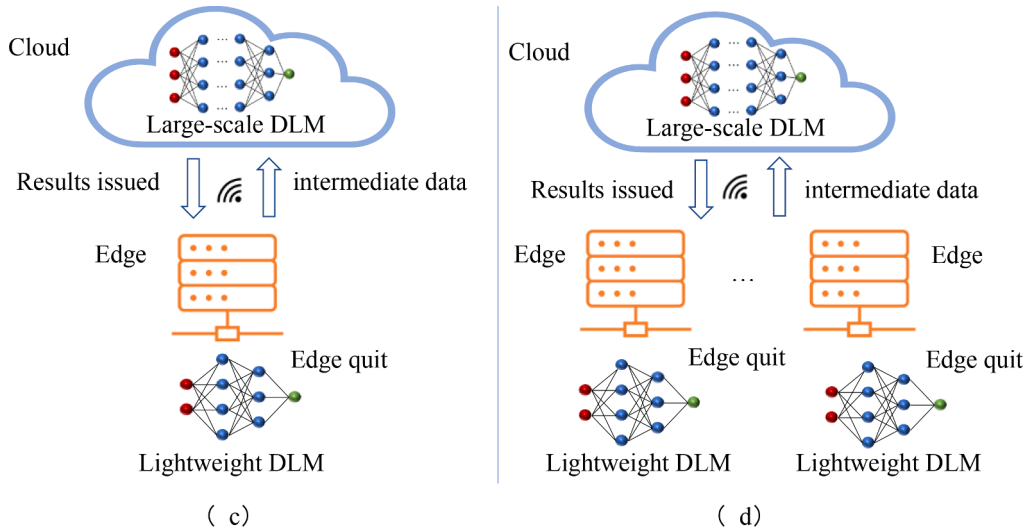 Cloud
Large-scale DLM
Results issued
intermediate data
Edge
Edge quit
Lightweight DLM
( c)
Cloud
Large-scale DLM
Results issued
intermediate data
Edge
...
Edge
Edge quit
Edge quit
Lightweight DLM
Lightweight DLM
( d)